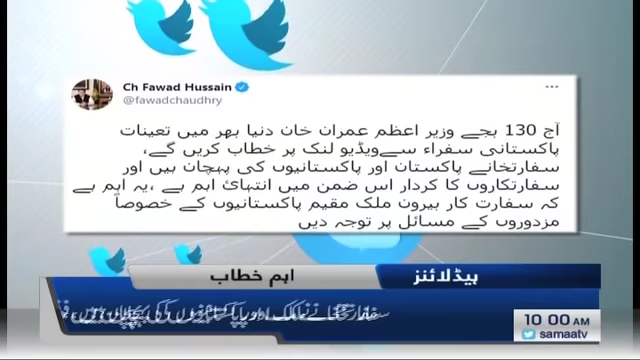 Ch Fawad Hussain
@fawadchaudhry
آج 130 بجے وزیر اعظم عمران خان دنیا بھر میں تعینات
پاکستانی سفراء سےویڈیو لنک پر خطاب کریں گے،
سفارتخانے پاکستان اور پاکستانیوں کی پہچان ہیں اور
سفارتکاروں کا کردار اس ضمن میں انتہائ اہم ہے ،یہ اہم ہے
کہ سفارت کار بیرون ملک مقیم پاکستانیوں کے خصوصاً
مزدوروں کے مسائل پر توجہ دیں
ہیڈلائنز
اہم خطاب
10:00 AM
samaatv